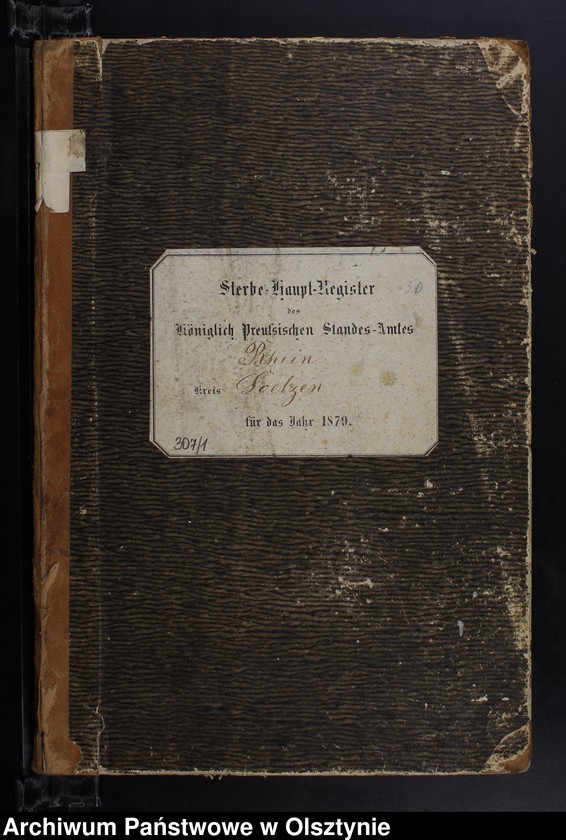 Sterbe-Haupt-Register
des
Königlich Preußischen Standes-Amtes
Rhein
Kreis Loetzen
für das Jahr 1879.
307/1
Archiwum Państwowe w Olsztynie